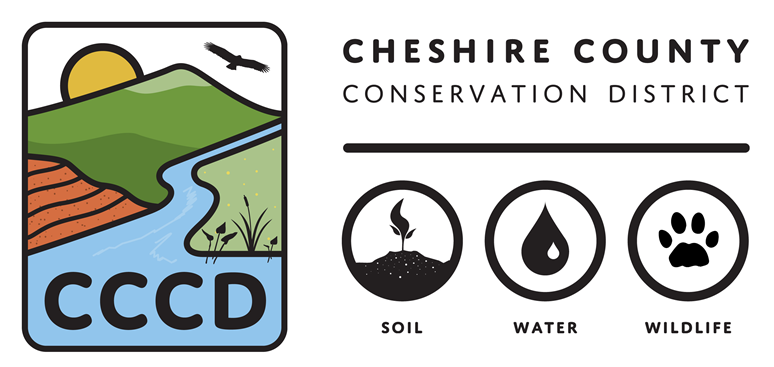 CCCD
CHESHIRE COUNTY
CONSERVATION DISTRICT
SOIL
WATER
WILDLIFE